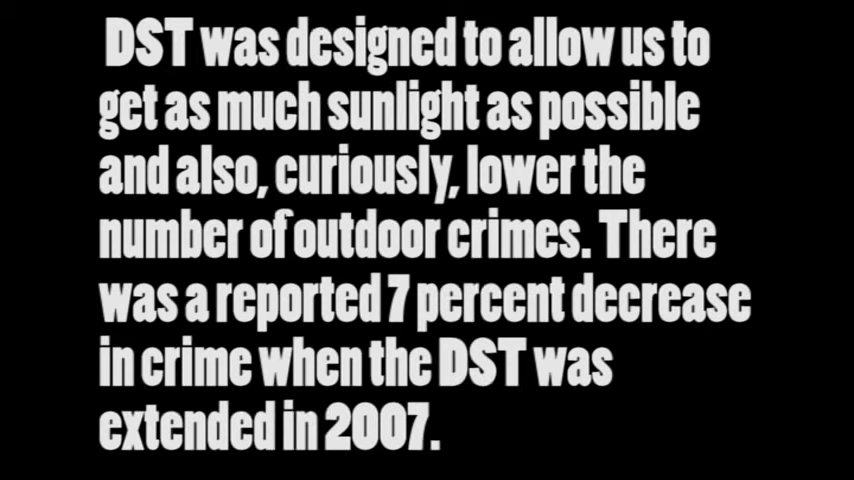 DST was designed to allow us to
get as much sunlight as possible
and also, curiously, lower the
number of outdoor crimes. There
was a reported 7 percent decrease
in crime when the DST was
extended in 2007.